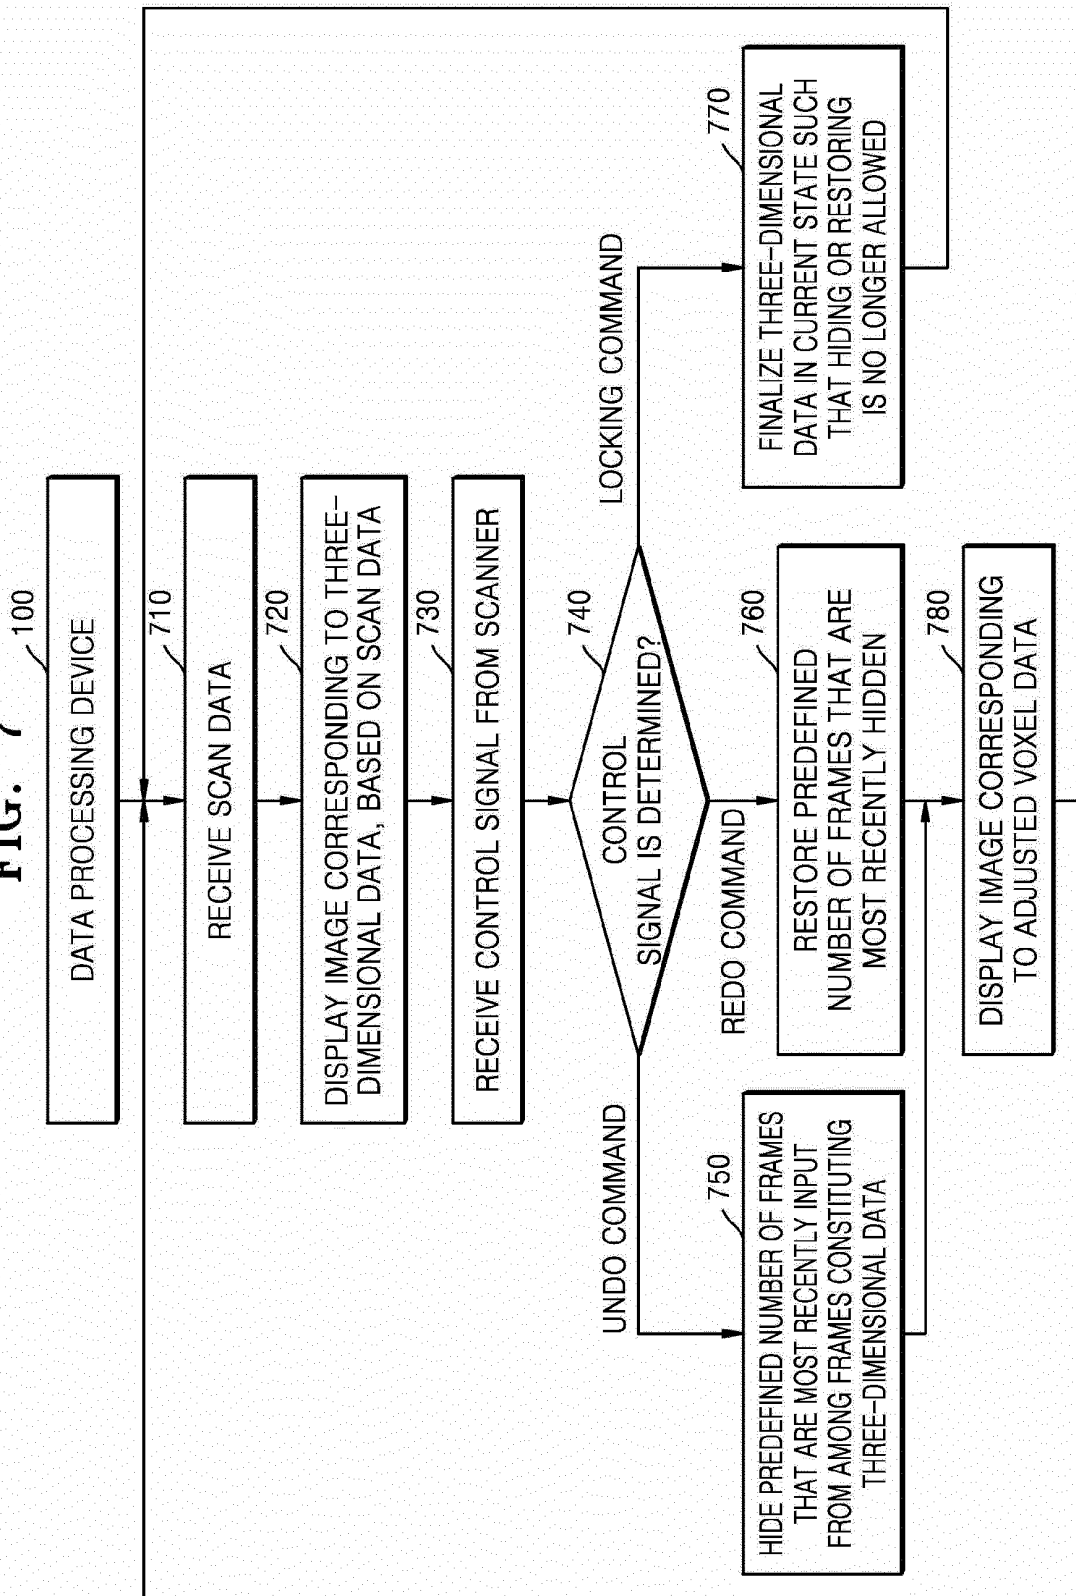 FIG. 7
100
DATA PROCESSING DEVICE
710
RECEIVE SCAN DATA
720
DISPLAY IMAGE CORRESPONDING TO THREE-
DIMENSIONAL DATA, BASED ON SCAN DATA
730
RECEIVE CONTROL SIGNAL FROM SCANNER
740
CONTROL
SIGNAL IS DETERMINED?
UNDO COMMAND
REDO COMMAND
LOCKING COMMAND
750
HIDE PREDEFINED NUMBER OF FRAMES
THAT ARE MOST RECENTLY INPUT
FROM AMONG FRAMES CONSTITUTING
THREE-DIMENSIONAL DATA
760
RESTORE PREDEFINED
NUMBER OF FRAMES THAT ARE
MOST RECENTLY HIDDEN
770
FINALIZE THREE-DIMENSIONAL
DATA IN CURRENT STATE SUCH
THAT HIDING OR RESTORING
IS NO LONGER ALLOWED
780
DISPLAY IMAGE CORRESPONDING
TO ADJUSTED VOXEL DATA